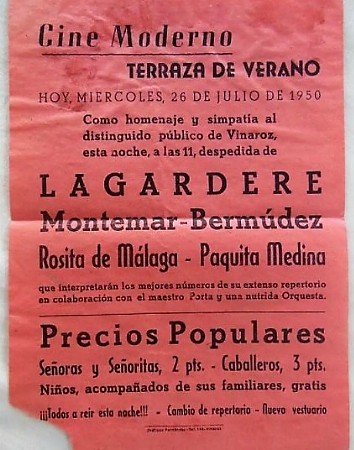 Cine Moderno
TERRAZA DE VERANO
HOY, MIERCOLES, 26 DE JULIO DE 1950
Como homenaje y simpatía al
distinguido público de Vinaroz,
esta noche, a las 11, despedida de
LAGARDERE
Montemar-Bermúdez
Rosita de Málaga - Paquita Medina
que interpretarán los mejores números de su extenso repertorio
en colaboración con el maestro Porta y una nutrida Orquesta.
Precios Populares
Señoras y Señoritas, 2 pts. - Caballeros, 3 pts.
Niños, acompañados de sus familiares, gratis
¡¡¡Todos a reir esta noche!!! - Cambio de repertorio - Nuevo vestuario